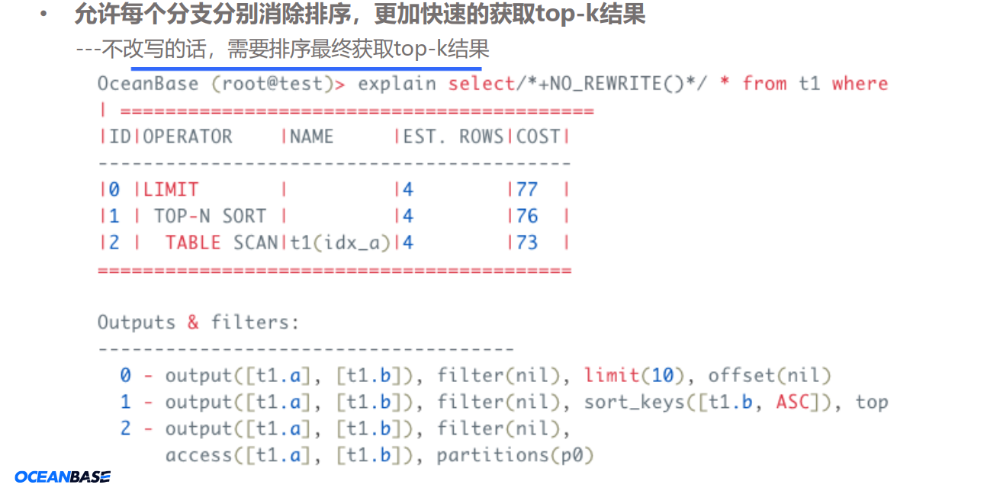 • 允许每个分支分别消除排序，更加快速的获取top-k结果
---不改写的话，需要排序最终获取top-k结果
OceanBase (root@test)> explain select/*+NO_REWRITE()*/ * from t1 where
| ==========================================
|ID|OPERATOR    |NAME     |EST. ROWS|COST|
------------------------------------------
|0 |LIMIT       |         |4        |77  |
|1 | TOP-N SORT |         |4        |76  |
|2 |  TABLE SCAN|t1(idx_a)|4        |73  |
==========================================
Outputs & filters:
-------------------------------------
0 - output([t1.a], [t1.b]), filter(nil), limit(10), offset(nil)
1 - output([t1.a], [t1.b]), filter(nil), sort_keys([t1.b, ASC]), top
2 - output([t1.a], [t1.b]), filter(nil),
access([t1.a], [t1.b]), partitions(p0)
OCEANBASE